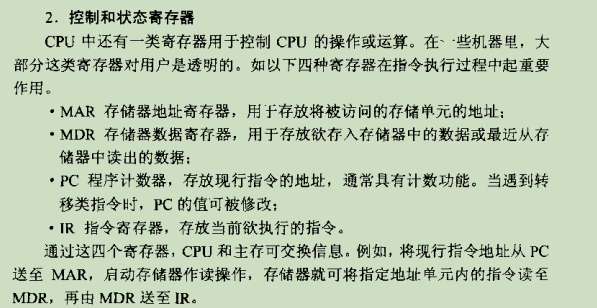 2. 控制和状态寄存器
CPU 中还有一类寄存器用于控制 CPU 的操作或运算。在一些机器里，大
部分这类寄存器对用户是透明的。如以下四种寄存器在指令执行过程中起重要
作用。
• MAR 存储器地址寄存器，用于存放将被访问的存储单元的地址；
• MDR 存储器数据寄存器，用于存放欲存入存储器中的数据或最近从存
储器中读出的数据；
• PC 程序计数器，存放现行指令的地址，通常具有计数功能。当遇到转
移类指令时，PC 的值可被修改；
• IR 指令寄存器，存放当前欲执行的指令。
通过这四个寄存器，CPU 和主存可交换信息。例如，将现行指令地址从 PC
送至 MAR，启动存储器作读操作，存储器就可将指定地址单元内的指令读至
MDR，再由 MDR 送至 IR。